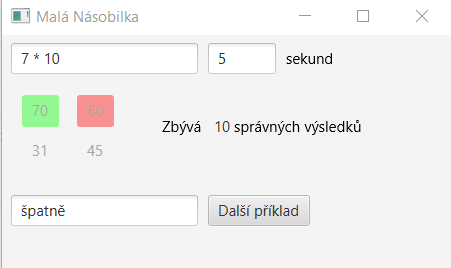 Malá Násobilka
7 * 10 5 sekund
70 60
Zbývá 10 správných výsledků
31 45
špatně Další příklad